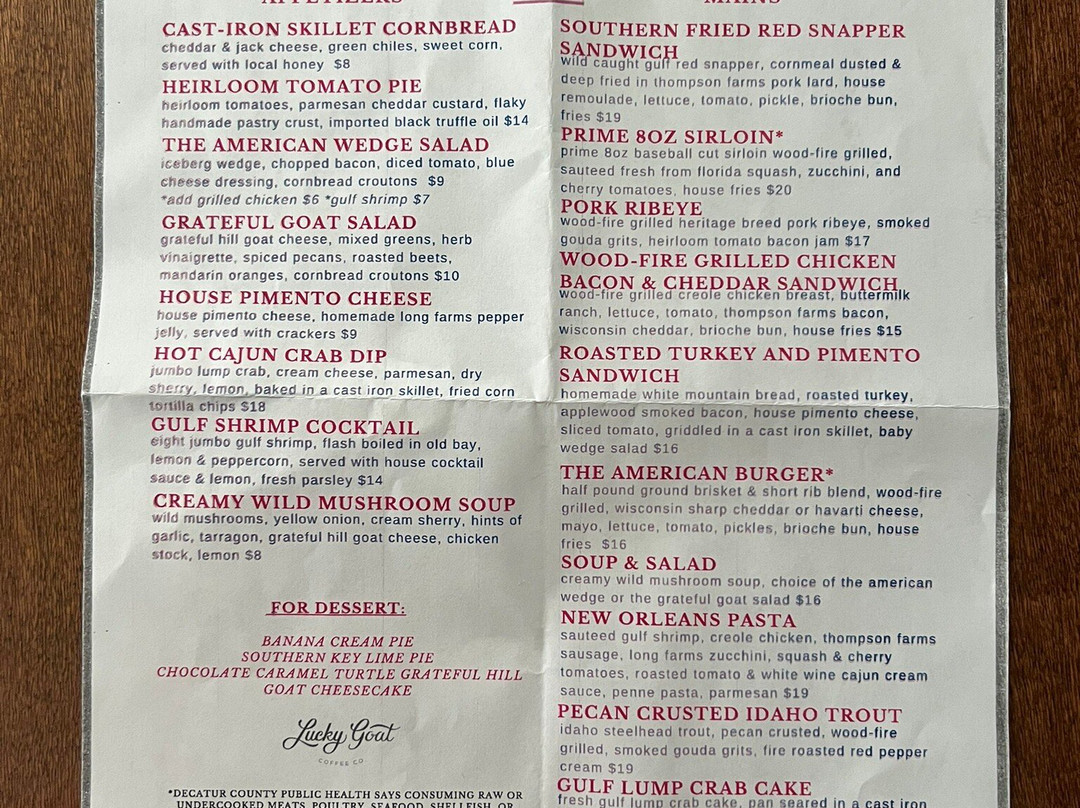 APPETIZERS
CAST-IRON SKILLET CORNBREAD
cheddar & jack cheese, green chiles, sweet corn,
served with local honey $8
HEIRLOOM TOMATO PIE
heirloom tomatoes, parmesan cheddar custard, flaky
handmade pastry crust, imported black truffle oil $14
THE AMERICAN WEDGE SALAD
iceberg wedge, chopped bacon, diced tomato, blue
cheese dressing, cornbread croutons $9
*add grilled chicken $6 *gulf shrimp $7
GRATEFUL GOAT SALAD
grateful hill goat cheese, mixed greens, herb
vinaigrette, spiced pecans, roasted beets,
mandarin oranges, cornbread croutons $10
HOUSE PIMENTO CHEESE
house pimento cheese, homemade long farms pepper
jelly, served with crackers $9
HOT CAJUN CRAB DIP
jumbo lump crab, cream cheese, parmesan, dry
sherry, lemon, baked in a cast iron skillet, fried corn
tortilla chips $18
GULF SHRIMP COCKTAIL
eight jumbo gulf shrimp, flash boiled in old bay,
lemon & peppercorn, served with house cocktail
sauce & lemon, fresh parsley $14
CREAMY WILD MUSHROOM SOUP
wild mushrooms, yellow onion, cream sherry, hints of
garlic, tarragon, grateful hill goat cheese, chicken
stock, lemon $8
FOR DESSERT:
BANANA CREAM PIE
SOUTHERN KEY LIME PIE
CHOCOLATE CARAMEL TURTLE GRATEFUL HILL
GOAT CHEESECAKE
Lucky Goat
COFFEE CO
*DECATUR COUNTY PUBLIC HEALTH SAYS CONSUMING RAW OR
UNDERCOOKED MEATS, POULTRY, SEAFOOD, SHELLFISH, OR
MAINS
SOUTHERN FRIED RED SNAPPER
SANDWICH
wild caught gulf red snapper, cornmeal dusted &
deep fried in thompson farms pork lard, house
remoulade, lettuce, tomato, pickle, brioche bun,
fries $19
PRIME 8OZ SIRLOIN*
prime 8oz baseball cut sirloin wood-fire grilled,
sauteed fresh from florida squash, zucchini, and
cherry tomatoes, house fries $20
PORK RIBEYE
wood-fire grilled heritage breed pork ribeye, smoked
gouda grits, heirloom tomato bacon jam $17
WOOD-FIRE GRILLED CHICKEN
BACON & CHEDDAR SANDWICH
wood-fire grilled creole chicken breast, buttermilk
ranch, lettuce, tomato, thompson farms bacon,
wisconsin cheddar, brioche bun, house fries $15
ROASTED TURKEY AND PIMENTO
SANDWICH
homemade white mountain bread, roasted turkey,
applewood smoked bacon, house pimento cheese,
sliced tomato, griddled in a cast iron skillet, baby
wedge salad $16
THE AMERICAN BURGER*
half pound ground brisket & short rib blend, wood-fire
grilled, wisconsin sharp cheddar or havarti cheese,
mayo, lettuce, tomato, pickles, brioche bun, house
fries $16
SOUP & SALAD
creamy wild mushroom soup, choice of the american
wedge or the grateful goat salad $16
NEW ORLEANS PASTA
sauteed gulf shrimp, creole chicken, thompson farms
sausage, long farms zucchini, squash & cherry
tomatoes, roasted tomato & white wine cajun cream
sauce, penne pasta, parmesan $19
PECAN CRUSTED IDAHO TROUT
idaho steelhead trout, pecan crusted, wood-fire
grilled, smoked gouda grits, fire roasted red pepper
cream $19
GULF LUMP CRAB CAKE
fresh gulf lump crab cake, pan seared in a cast iron